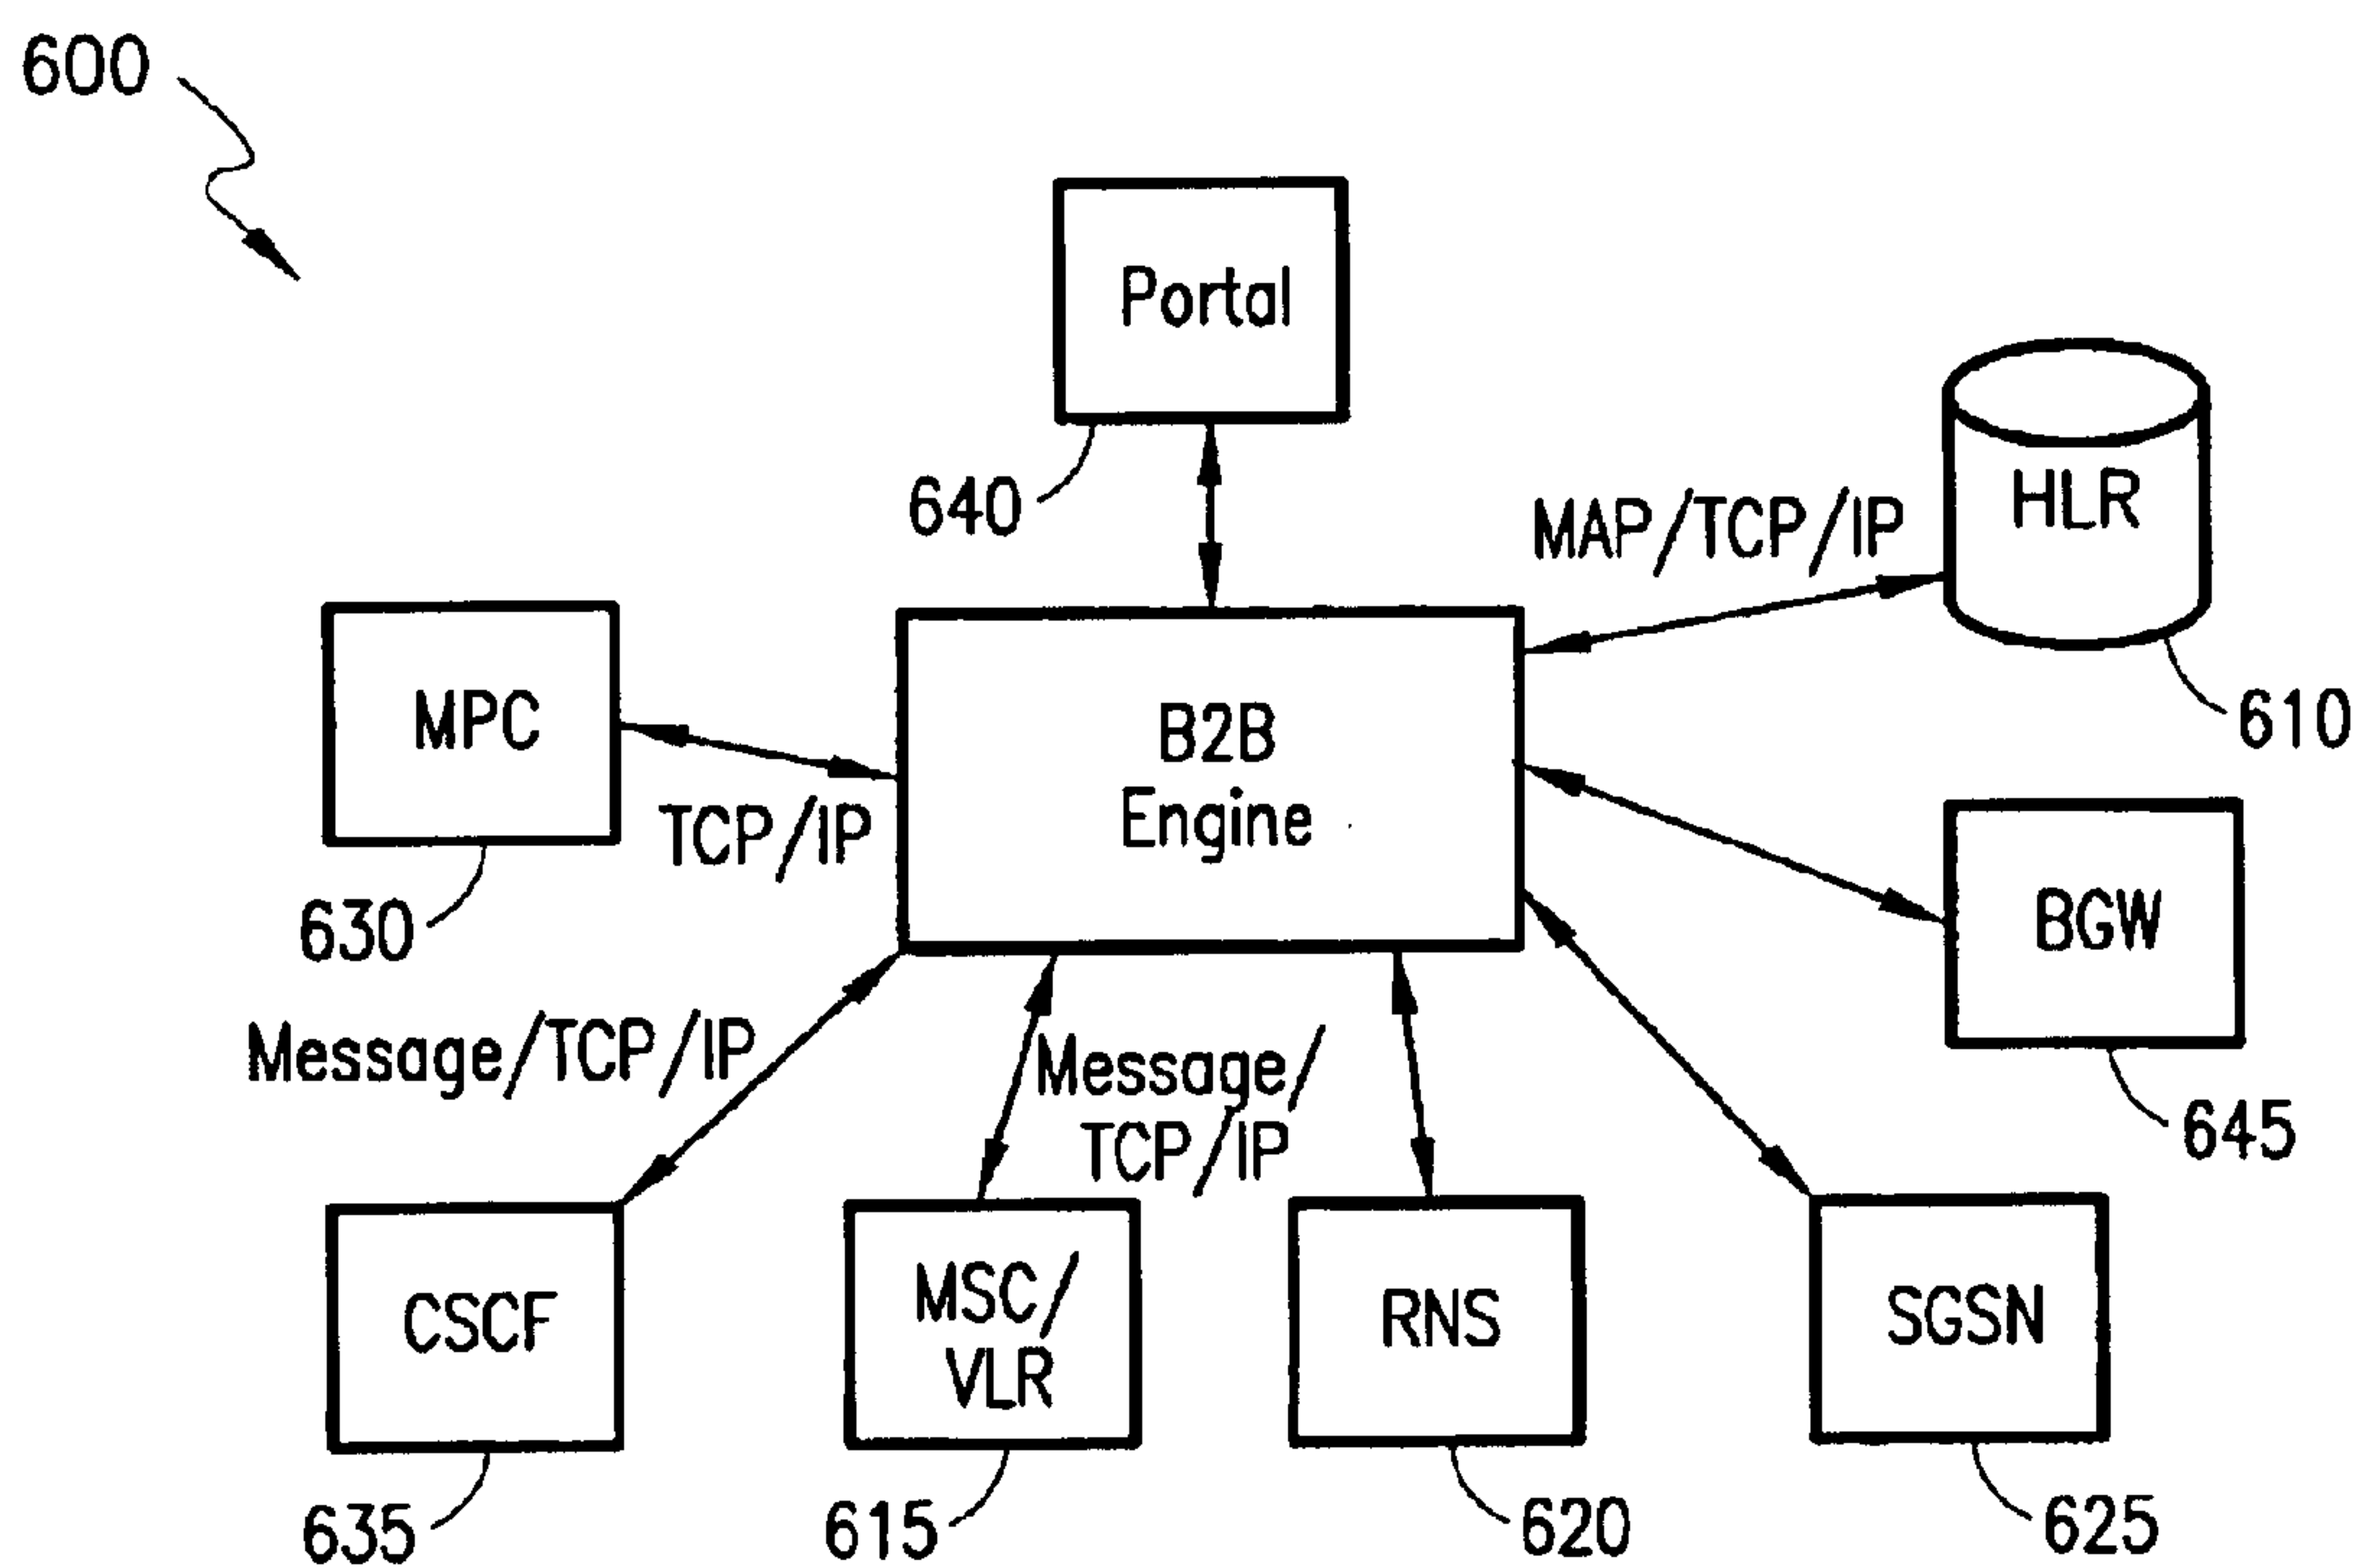 600
Portal
640
HLR
MAP/TCP/IP
610
MPC
TCP/IP
630
B2B
Engine
BGW
645
Message/TCP/IP
Message/
TCP/IP
CSCF
635
MSC/
VLR
615
RNS
620
SGSN
625